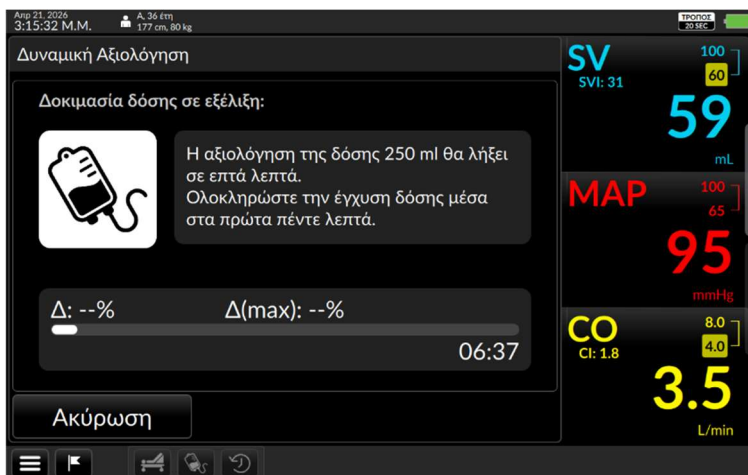 Απρ 21, 2026
3:15:32 Μ.Μ.
Α, 36 έτη
177 cm, 80 kg
ΤΡΟΠΟΣ
20 SEC
Δυναμική Αξιολόγηση
Δοκιμασία δόσης σε εξέλιξη:
Η αξιολόγηση της δόσης 250 ml θα λήξει
σε επτά λεπτά.
Ολοκληρώστε την έγχυση δόσης μέσα
στα πρώτα πέντε λεπτά.
Δ: --% Δ(max): --%
06:37
Ακύρωση
SV
SVI: 31
100
60
59
mL
MAP
100
65
95
mmHg
CO
CI: 1.8
8.0
4.0
3.5
L/min